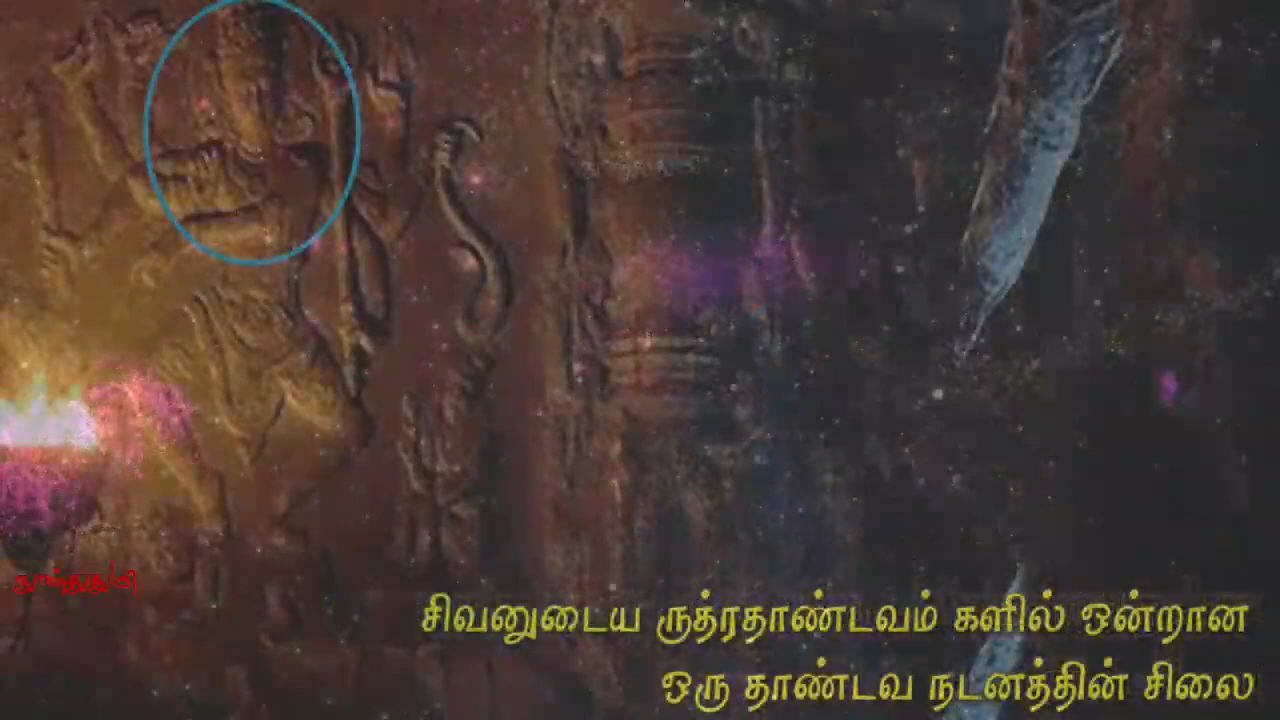 சிவனுடைய ருத்ரதாண்டவம் களில் ஒன்றான
ஒரு தாண்டவ நடனத்தின் சிலை